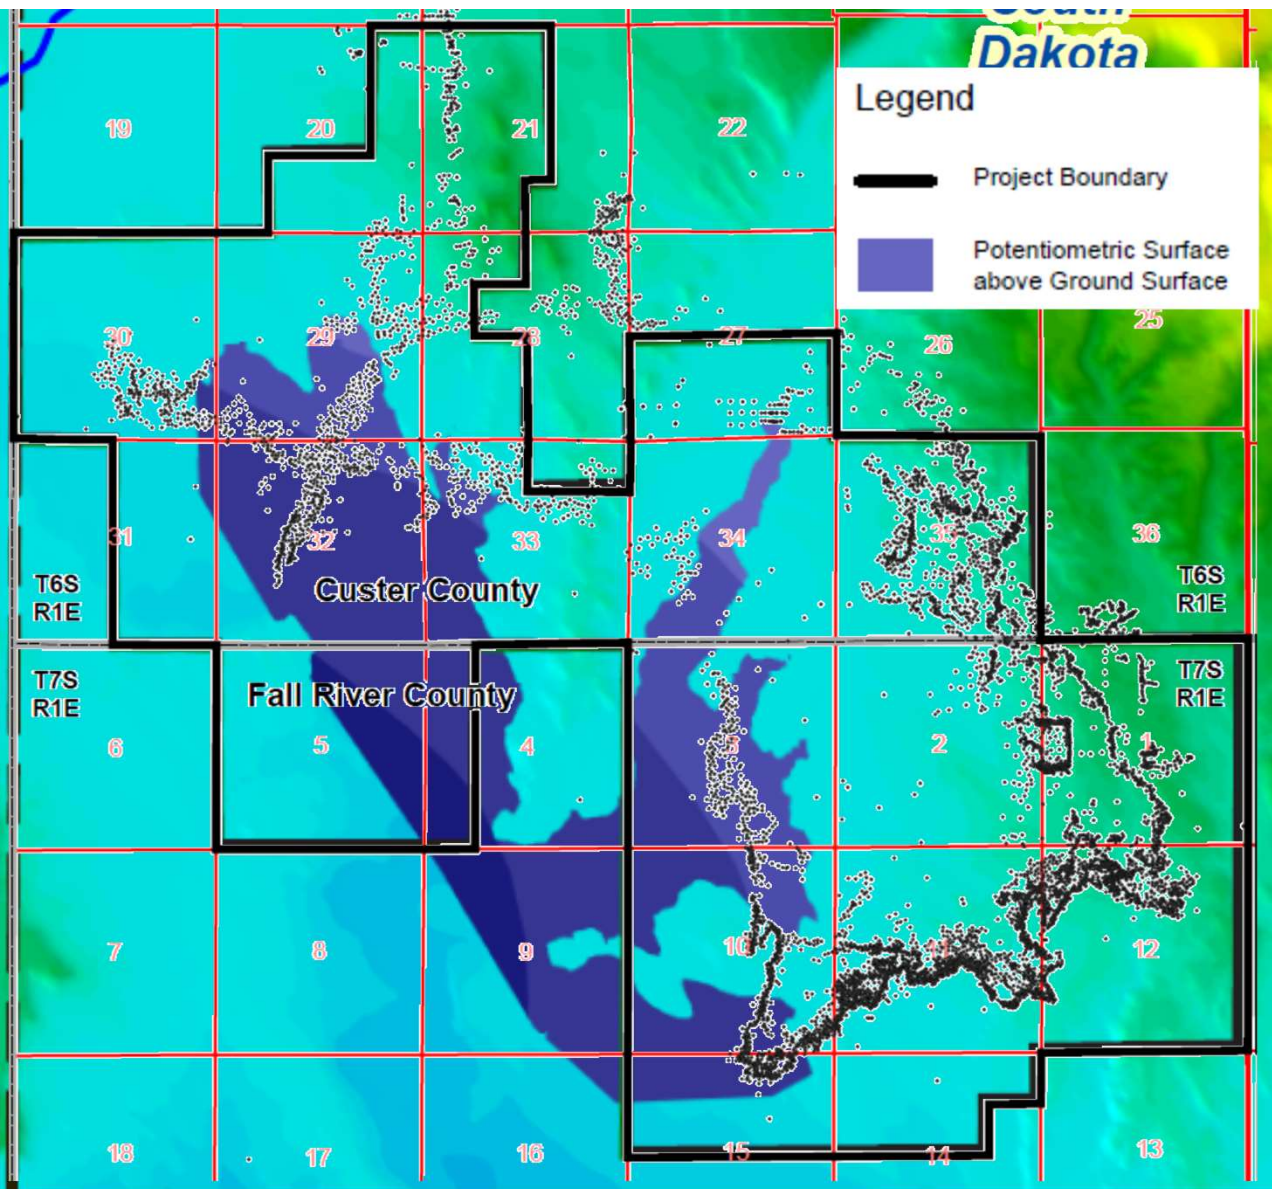 South
Dakota
Legend
Project Boundary
Potentiometric Surface
above Ground Surface
19
20
21
22
30
29
28
27
26
25
31
32
33
34
35
36
Custer County
T6S
R1E
T6S
R1E
T7S
R1E
Fall River County
T7S
R1E
6
5
4
3
2
1
7
8
9
10
11
12
18
17
16
15
14
13